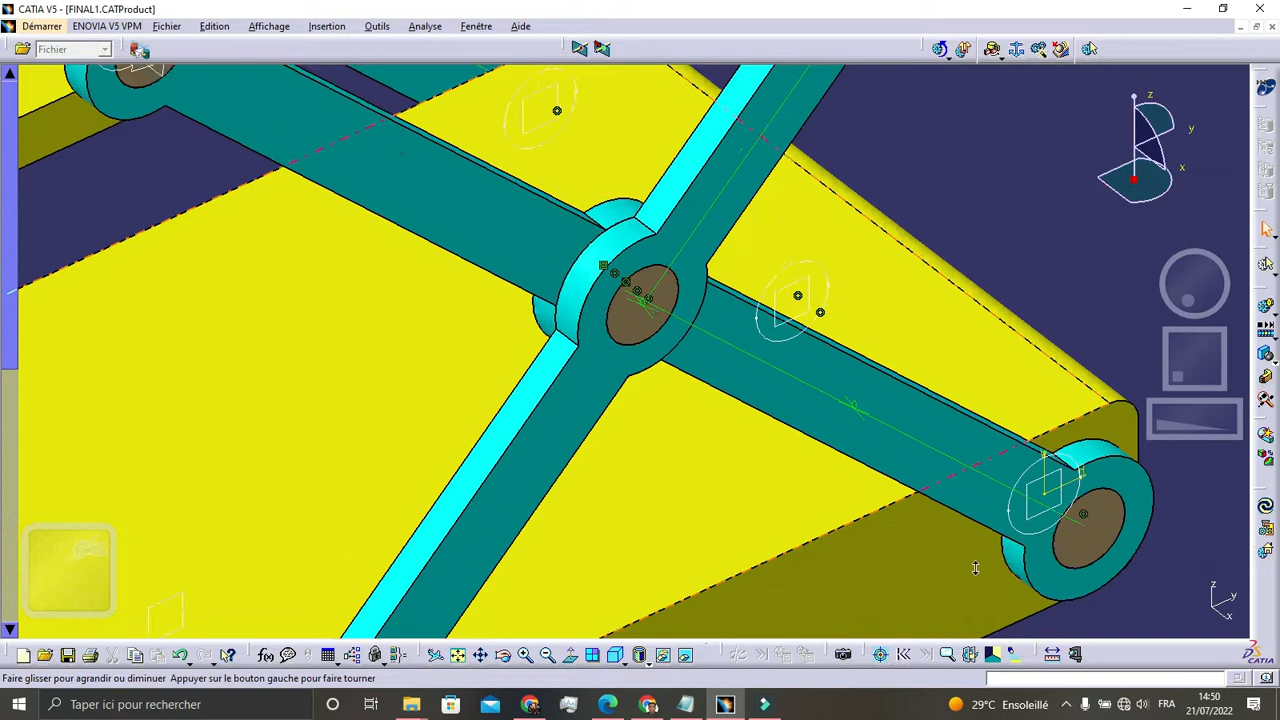 CATIA V5 - [FINAL1.CATProduct]
Démarrer ENOVIA V5 VPM Fichier Edition Affichage Insertion Outils Analyse Fenêtre Aide
Fichier
z
y
x
z
y
x
f(x)
CATIA
Faire glisser pour agrandir ou diminuer Appuyer sur le bouton gauche pour faire tourner
Taper ici pour rechercher
29°C Ensoleillé
FRA
14:50
21/07/2022